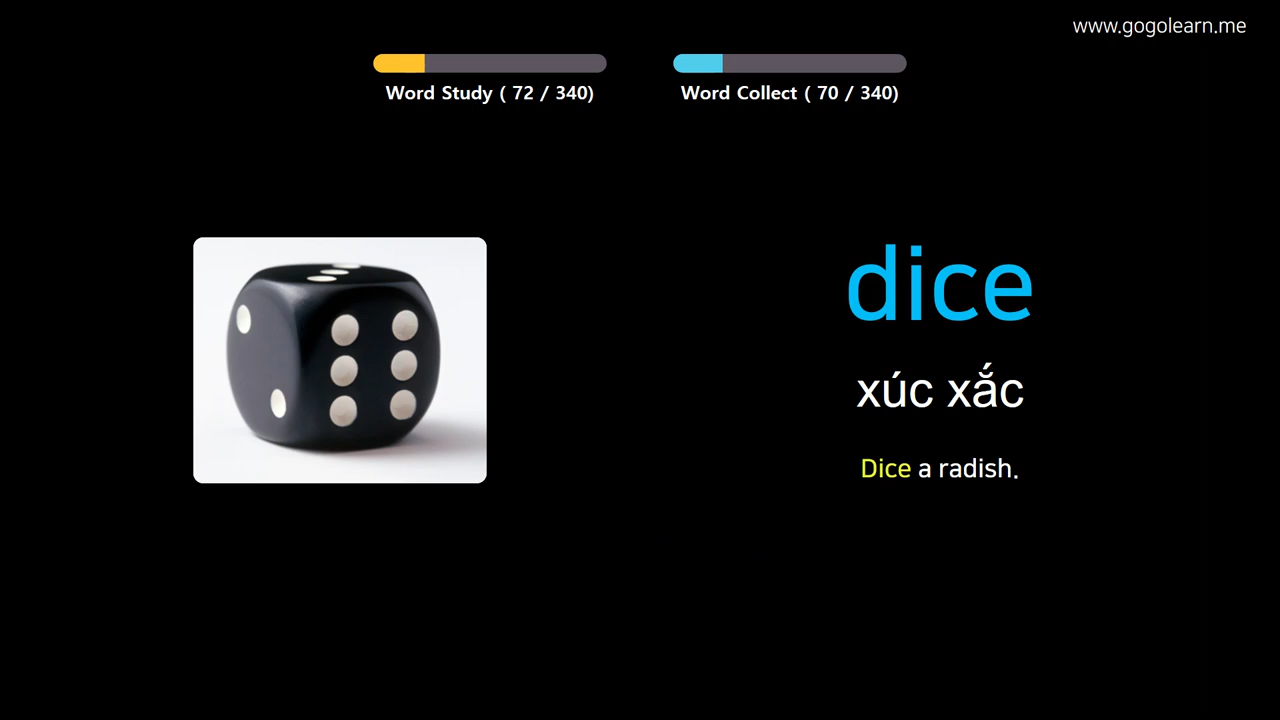 www.gogolearn.me
Word Study ( 72 / 340)
Word Collect ( 70 / 340)
dice
xúc xắc
Dice a radish.